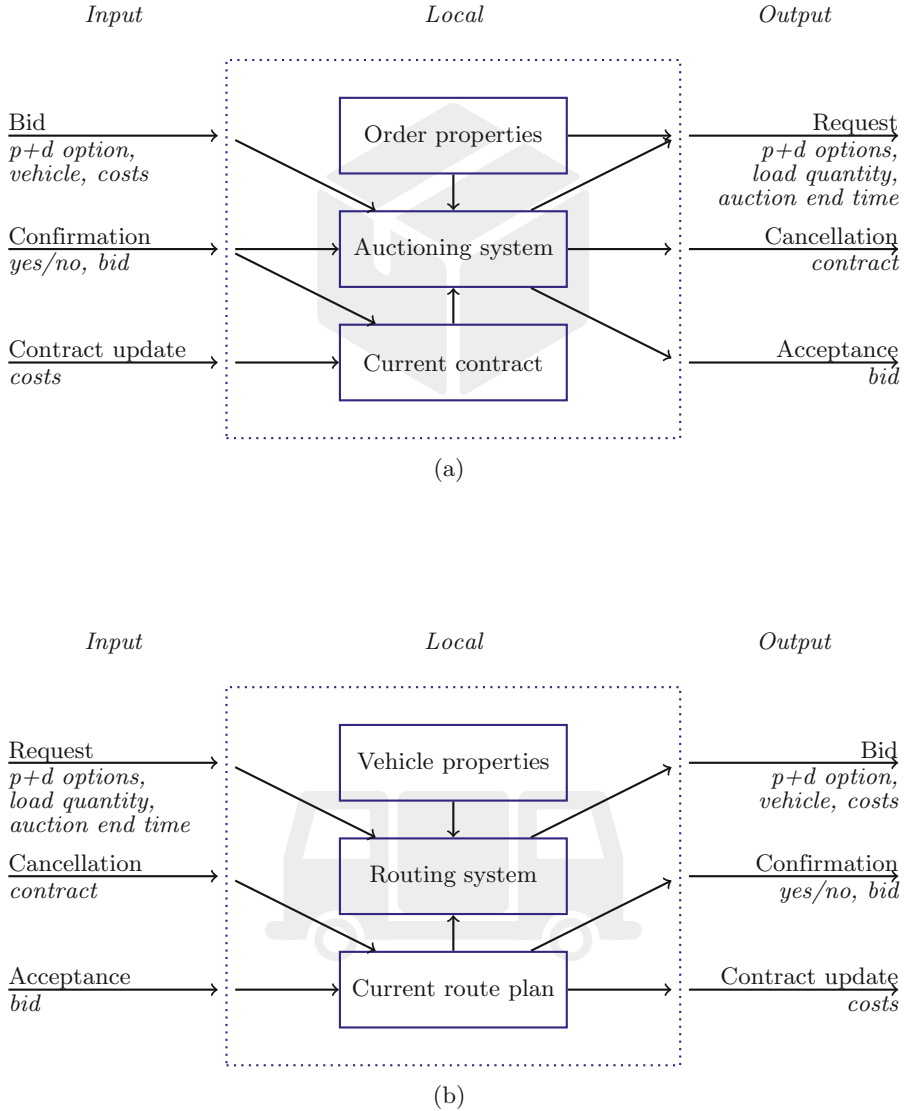 Input Local Output
Bid
p+d option,
vehicle, costs
Confirmation
yes/no, bid
Contract update
costs
Order properties
Auctioning system
Current contract
Request
p+d options,
load quantity,
auction end time
Cancellation
contract
Acceptance
bid
(a)
Input Local Output
Request
p+d options,
load quantity,
auction end time
Cancellation
contract
Acceptance
bid
Vehicle properties
Routing system
Current route plan
Bid
p+d option,
vehicle, costs
Confirmation
yes/no, bid
Contract update
costs
(b)